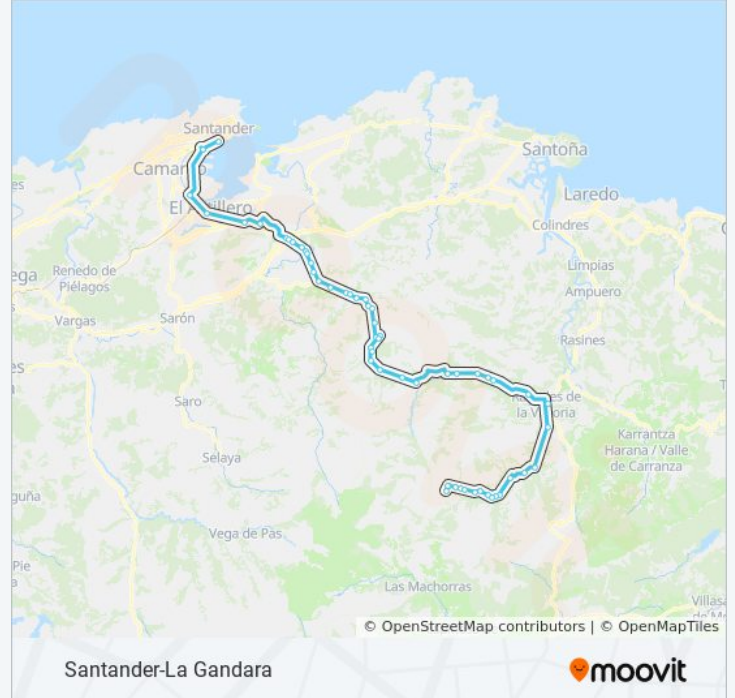 Santander
Santoña
Camargo
Laredo
El Astillero
Colindres
Renedo de
Piélagos
Limpias
Ampuero
Vargas
Sarón
Rasines
Saro
Karrantza
Harana / Valle
de Carranza
Selaya
Vega de Pas
Las Machorras
© OpenStreetMap contributors | © OpenMapTiles
Santander-La Gandara
moovit